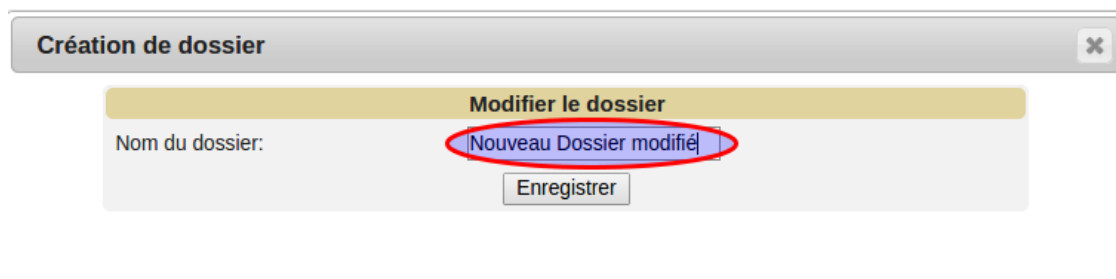 Création de dossier
Modifier le dossier
Nom du dossier: Nouveau Dossier modifié
Enregistrer